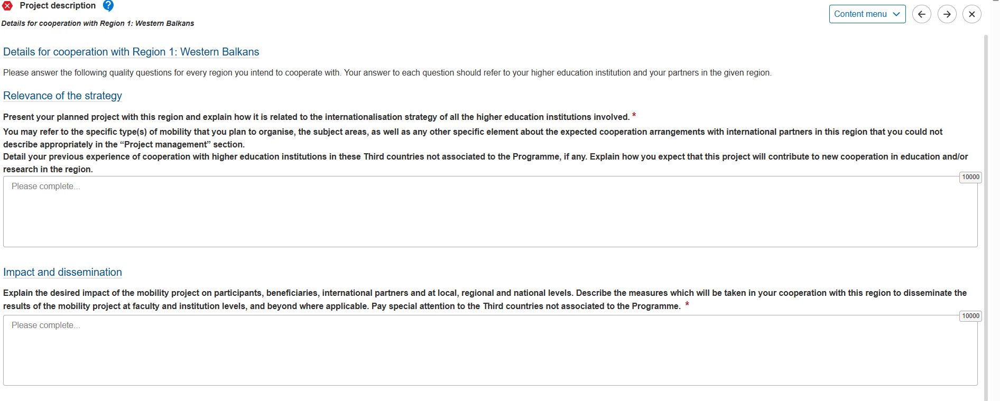 Project description
Content menu
Details for cooperation with Region 1: Western Balkans
Details for cooperation with Region 1: Western Balkans
Please answer the following quality questions for every region you intend to cooperate with. Your answer to each question should refer to your higher education institution and your partners in the given region.
Relevance of the strategy
Present your planned project with this region and explain how it is related to the internationalisation strategy of all the higher education institutions involved. *
You may refer to the specific type(s) of mobility that you plan to organise, the subject areas, as well as any other specific element about the expected cooperation arrangements with international partners in this region that you could not
describe appropriately in the “Project management” section.
Detail your previous experience of cooperation with higher education institutions in these Third countries not associated to the Programme, if any. Explain how you expect that this project will contribute to new cooperation in education and/or
research in the region.
10000
Please complete...
Impact and dissemination
Explain the desired impact of the mobility project on participants, beneficiaries, international partners and at local, regional and national levels. Describe the measures which will be taken in your cooperation with this region to disseminate the
results of the mobility project at faculty and institution levels, and beyond where applicable. Pay special attention to the Third countries not associated to the Programme. *
10000
Please complete...